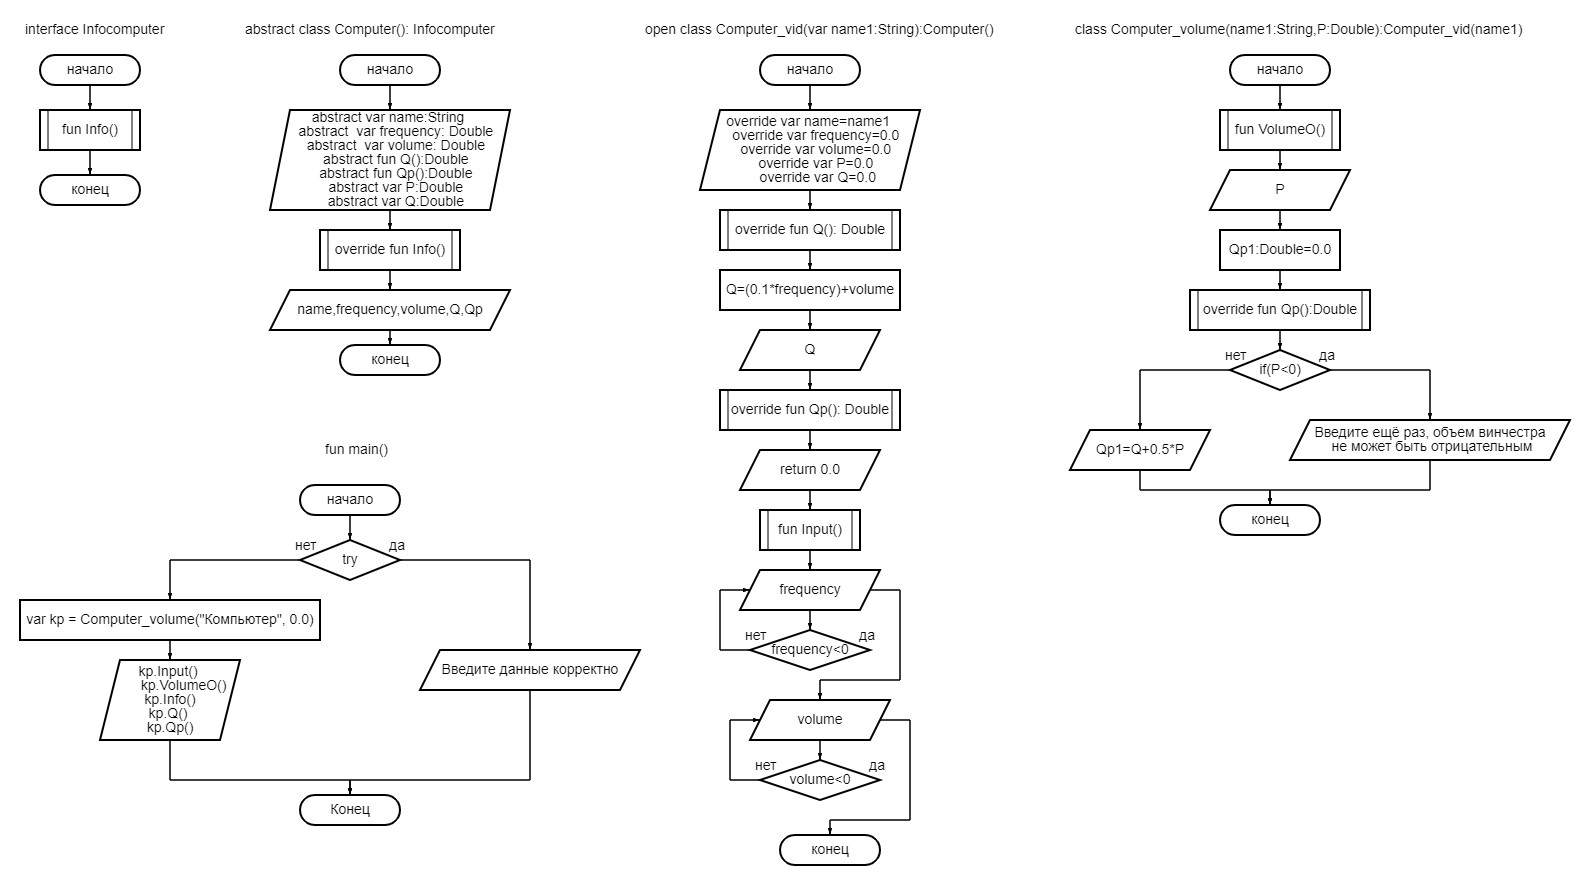 interface Infocomputer
начало
fun Info()
конец
abstract class Computer(): Infocomputer
начало
abstract var name:String
abstract  var frequency: Double
abstract  var volume: Double
abstract fun Q():Double
abstract fun Qp():Double
abstract var P:Double
abstract var Q:Double
override fun Info()
name,frequency,volume,Q,Qp
конец
fun main()
начало
нет
try
да
var kp = Computer_volume("Компьютер", 0.0)
kp.Input()
kp.VolumeO()
kp.Info()
kp.Q()
kp.Qp()
Введите данные корректно
Конец
open class Computer_vid(var name1:String):Computer()
начало
override var name=name1
override var frequency=0.0
override var volume=0.0
override var P=0.0
override var Q=0.0
override fun Q(): Double
Q=(0.1*frequency)+volume
Q
override fun Qp(): Double
return 0.0
fun Input()
frequency
нет
да
frequency<0
volume
нет
да
volume<0
конец
class Computer_volume(name1:String,P:Double):Computer_vid(name1)
начало
fun VolumeO()
P
Qp1:Double=0.0
override fun Qp():Double
нет
да
if(P<0)
Qp1=Q+0.5*P
Введите ещё раз, объем винчестра
не может быть отрицательным
конец